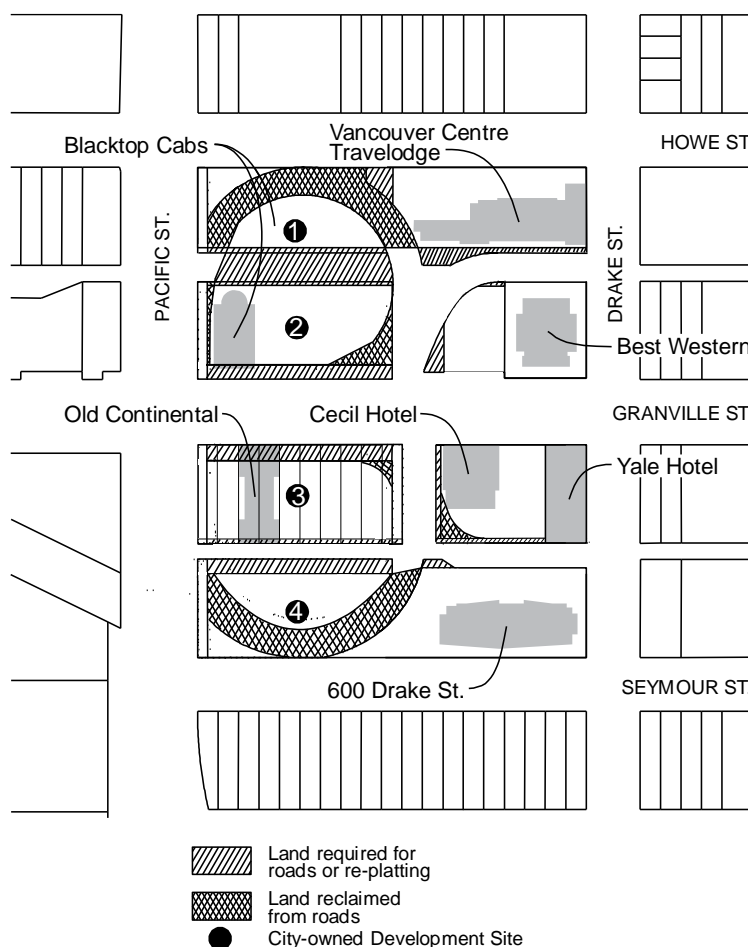 Vancouver Centre
Travelodge
Blacktop Cabs
HOWE ST.
PACIFIC ST.
DRAKE ST.
1
2
Best Western
Old Continental
Cecil Hotel
GRANVILLE ST.
Yale Hotel
3
4
600 Drake St.
SEYMOUR ST.
Land required for
roads or re-platting
Land reclaimed
from roads
City-owned Development Site